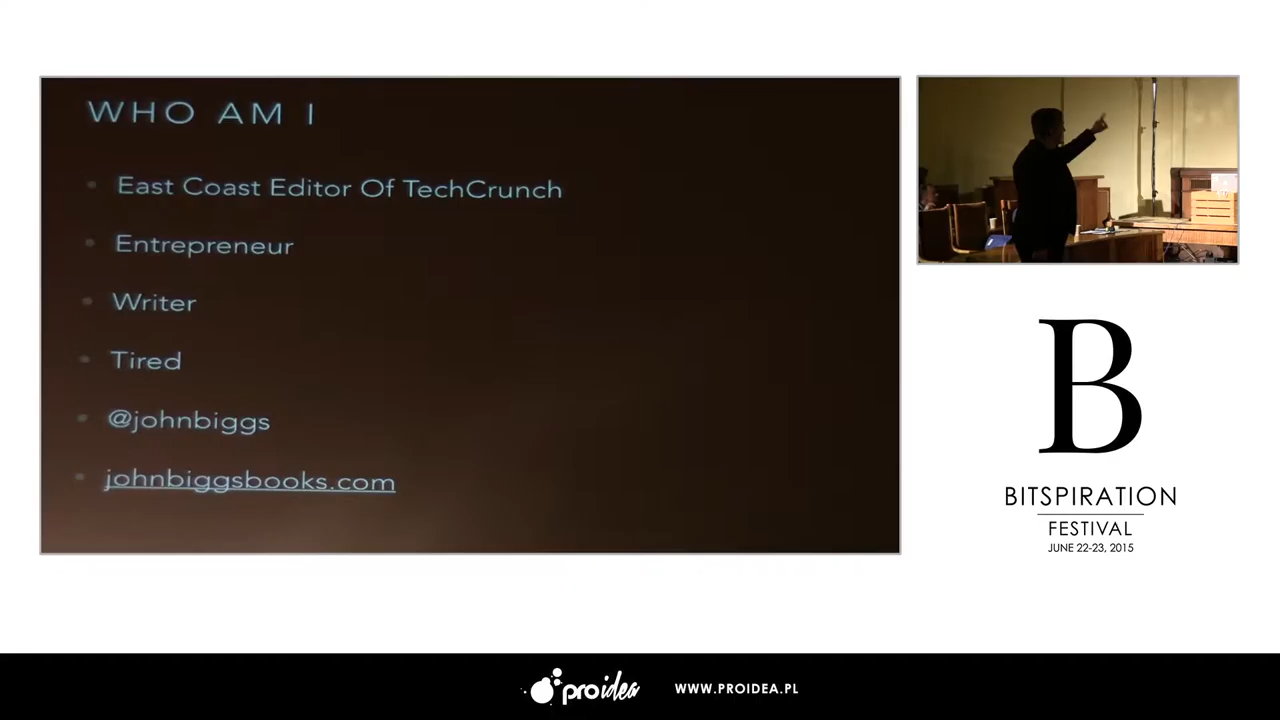 WHO AM I
East Coast Editor Of TechCrunch
Entrepreneur
Writer
Tired
@johnbiggs
johnbiggsbooks.com
B
BITSPIRATION
FESTIVAL
JUNE 22-23, 2015
proidea
WWW.PROIDEA.PL